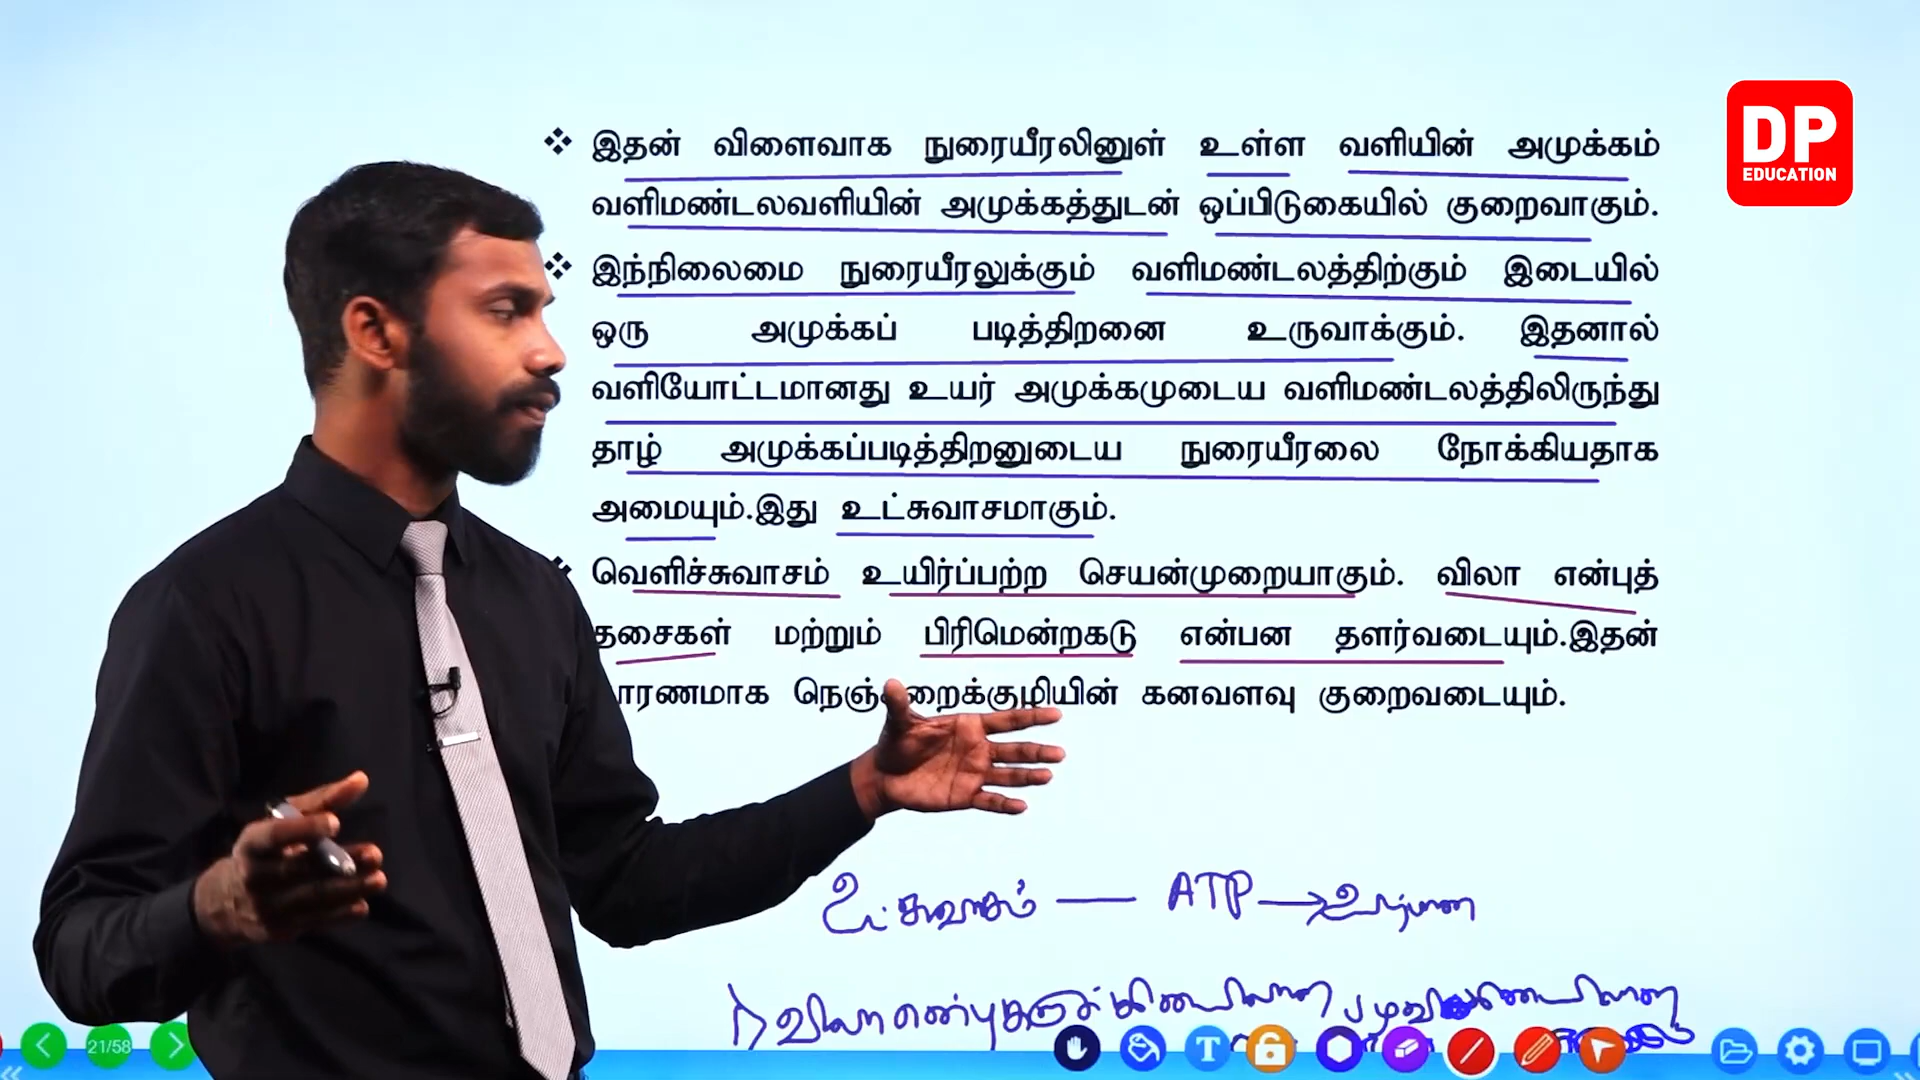 DP
EDUCATION
❖ இதன் விளைவாக நுரையீரலினுள் உள்ள வளியின் அமுக்கம்
வளிமண்டலவளியின் அமுக்கத்துடன் ஒப்பிடுகையில் குறைவாகும்.
❖ இந்நிலைமை நுரையீரலுக்கும் வளிமண்டலத்திற்கும் இடையில்
ஒரு அமுக்கப் படித்திறனை உருவாக்கும். இதனால்
வளியோட்டமானது உயர் அமுக்கமுடைய வளிமண்டலத்திலிருந்து
தாழ் அமுக்கப்படித்திறனுடைய நுரையீரலை நோக்கியதாக
அமையும்.இது உட்சுவாசமாகும்.
❖ வெளிச்சுவாசம் உயிர்ப்பற்ற செயன்முறையாகும். விலா என்புத்
தசைகள் மற்றும் பிரிமென்றகடு என்பன தளர்வடையும்.இதன்
கனவளவு குறைவடையும்.
உட்சுவாசம் — ATP →
21/58